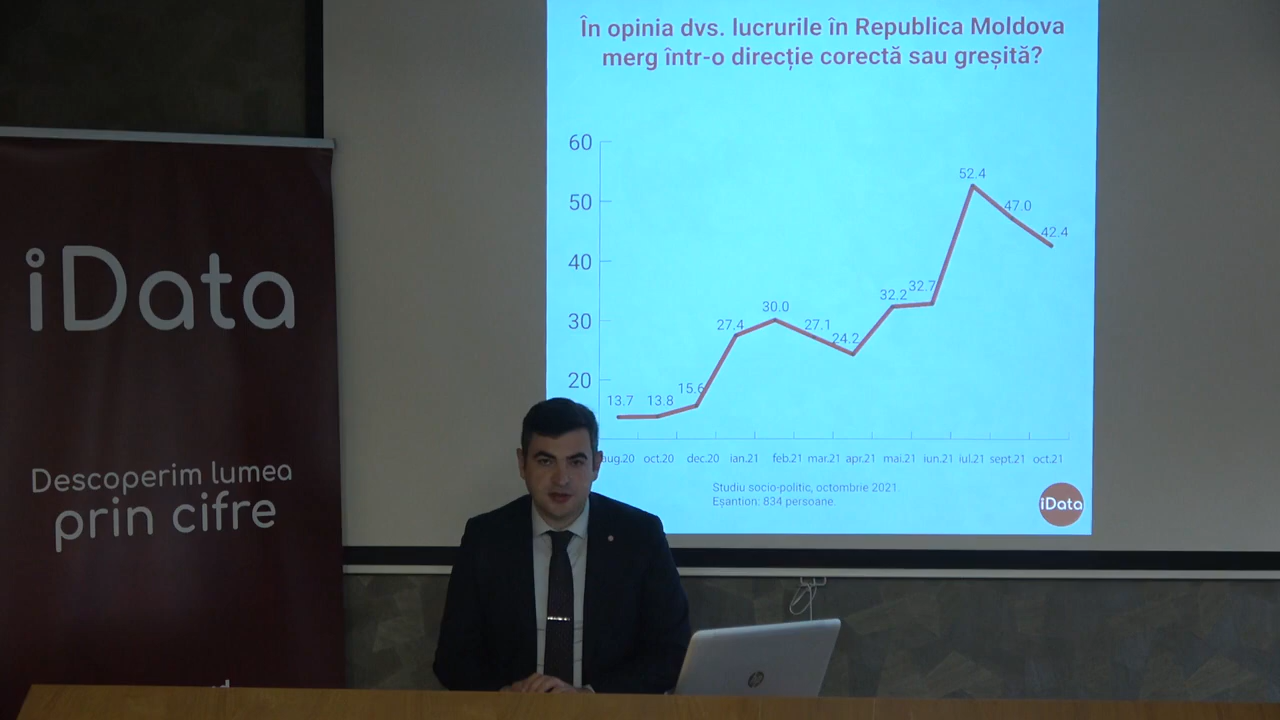 În opinia dvs. lucrurile în Republica Moldova
merg într-o direcție corectă sau greșită?
60
50
40
30
20
13.7 13.8 15.6 27.4 30.0 27.1 24.2 32.2 32.7 52.4 47.0 42.4
aug.20 oct.20 dec.20 ian.21 feb.21 mar.21 apr.21 mai.21 iun.21 iul.21 sept.21 oct.21
Studiu socio-politic, octombrie 2021.
Eșantion: 834 persoane.
iData
iData
Descoperim lumea
prin cifre
hp